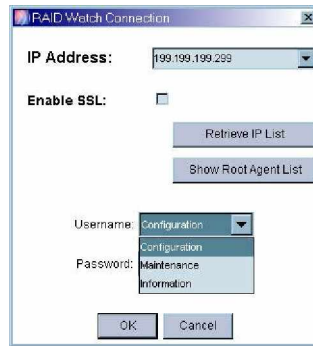 RAID Watch Connection
IP Address: 199.199.199.299
Enable SSL:
Retrieve IP List
Show Root Agent List
Username: Configuration
Configuration
Password: Maintenance
Information
OK Cancel